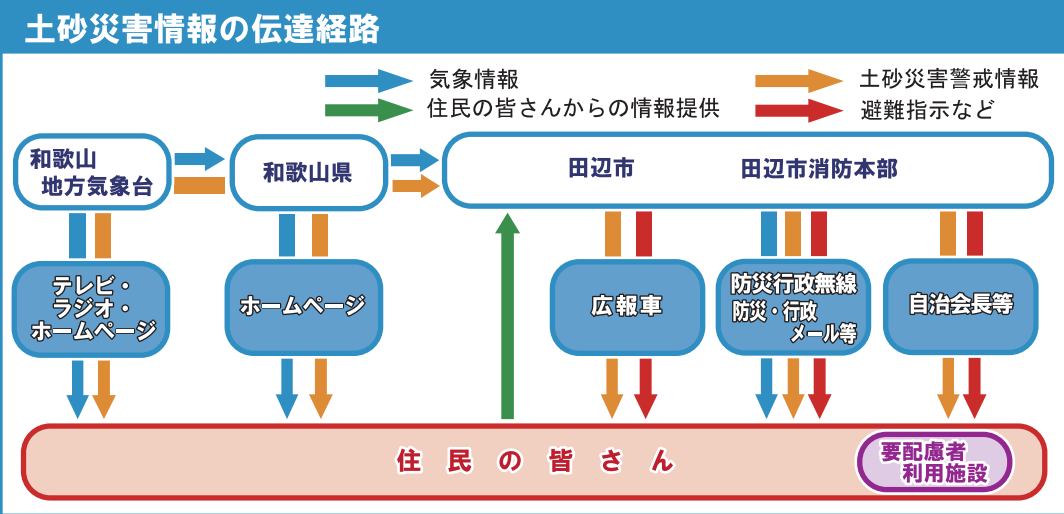 土砂災害情報の伝達経路
気象情報
土砂災害警戒情報
住民の皆さんからの情報提供
避難指示など
和歌山
地方気象台
和歌山県
田辺市
田辺市消防本部
テレビ・
ラジオ・
ホームページ
ホームページ
広報車
防災行政無線
防災・行政
メール等
自治会長等
住民の皆さん
要配慮者
利用施設